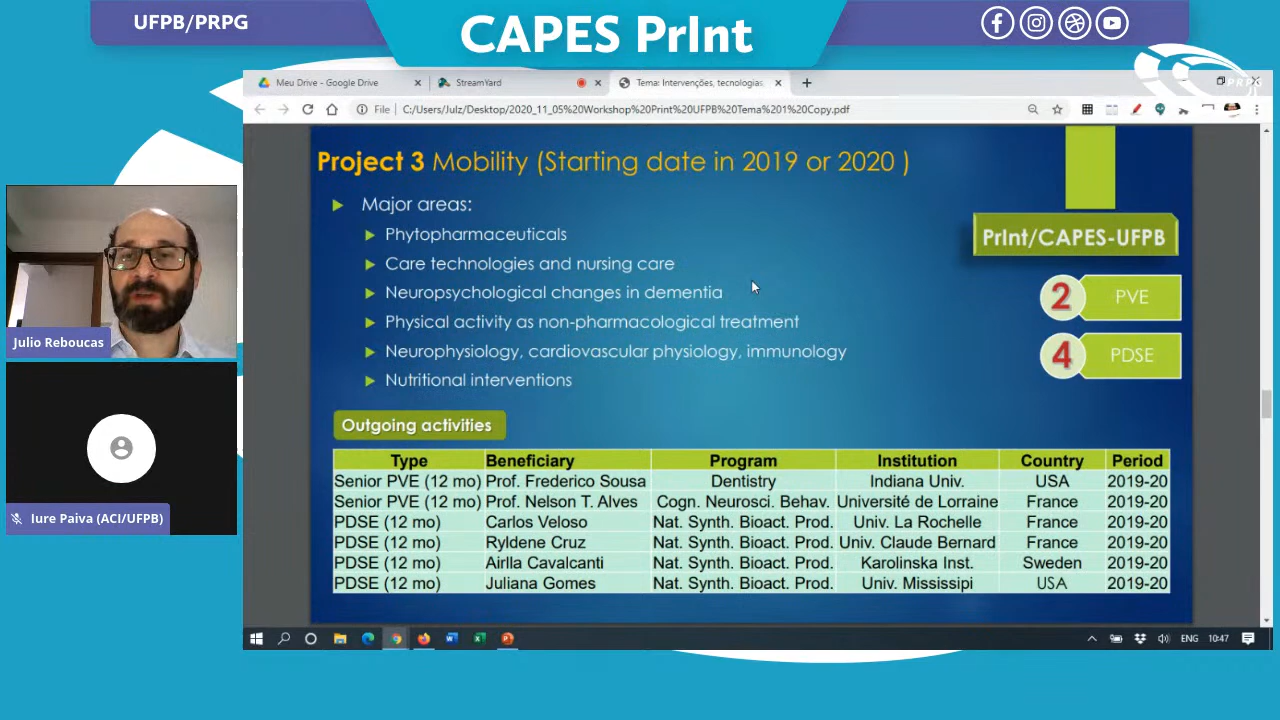 UFPB/PRPG
CAPES PrInt
PRPG
Meu Drive - Google Drive
StreamYard
Tema: Intervenções, tecnologias
File
C:/Users/Julz/Desktop/2020_11_05%20Workshop%20Print%20UFPB%20Tema%201%20Copy.pdf
Project 3 Mobility (Starting date in 2019 or 2020 )
Major areas:
Phytopharmaceuticals
Care technologies and nursing care
Neuropsychological changes in dementia
Physical activity as non-pharmacological treatment
Neurophysiology, cardiovascular physiology, immunology
Nutritional interventions
PrInt/CAPES-UFPB
2 PVE
4 PDSE
Julio Reboucas
Iure Paiva (ACI/UFPB)
Outgoing activities
Type Beneficiary Program Institution Country Period
Senior PVE (12 mo) Prof. Frederico Sousa Dentistry Indiana Univ. USA 2019-20
Senior PVE (12 mo) Prof. Nelson T. Alves Cogn. Neurosci. Behav. Université de Lorraine France 2019-20
PDSE (12 mo) Carlos Veloso Nat. Synth. Bioact. Prod. Univ. La Rochelle France 2019-20
PDSE (12 mo) Ryldene Cruz Nat. Synth. Bioact. Prod. Univ. Claude Bernard France 2019-20
PDSE (12 mo) Airlla Cavalcanti Nat. Synth. Bioact. Prod. Karolinska Inst. Sweden 2019-20
PDSE (12 mo) Juliana Gomes Nat. Synth. Bioact. Prod. Univ. Mississipi USA 2019-20
ENG 10:47